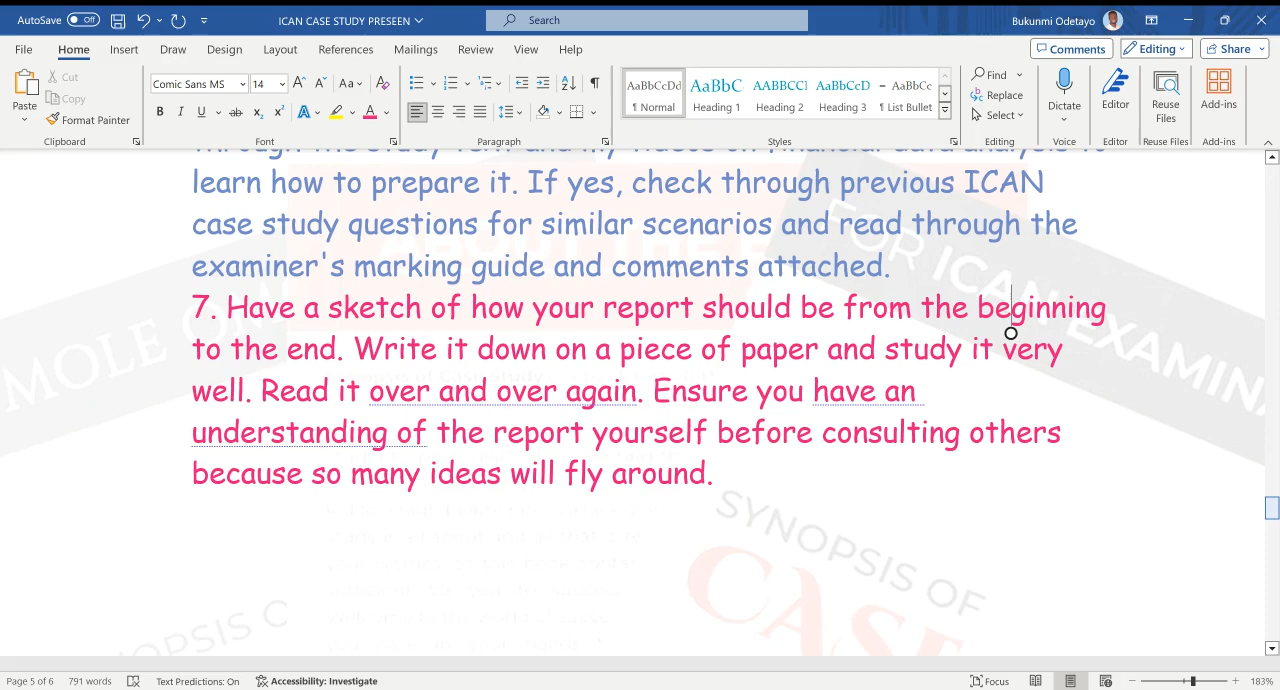 AutoSave Off ICAN CASE STUDY PRESEEN Search Bukunmi Odetayo
File Home Insert Draw Design Layout References Mailings Review View Help Comments Editing Share
Paste Cut Copy Format Painter Clipboard
Comic Sans MS 14 Font
Paragraph
AaBbCcDd AaBbC AABBCCI AaBbCcD AaBbCc
¶ Normal Heading 1 Heading 2 Heading 3 ¶ List Bullet
Styles
Find Replace Select Editing
Dictate Voice
Editor Editor
Reuse Files Reuse Files
Add-ins Add-ins
learn how to prepare it. If yes, check through previous ICAN
case study questions for similar scenarios and read through the
examiner's marking guide and comments attached.
7. Have a sketch of how your report should be from the beginning
to the end. Write it down on a piece of paper and study it very
well. Read it over and over again. Ensure you have an
understanding of the report yourself before consulting others
because so many ideas will fly around.
FOR ICAN EXAMIN
SYNOPSIS OF
CASE
SYNOPSIS
Page 5 of 6 791 words Text Predictions: On Accessibility: Investigate Focus 183%